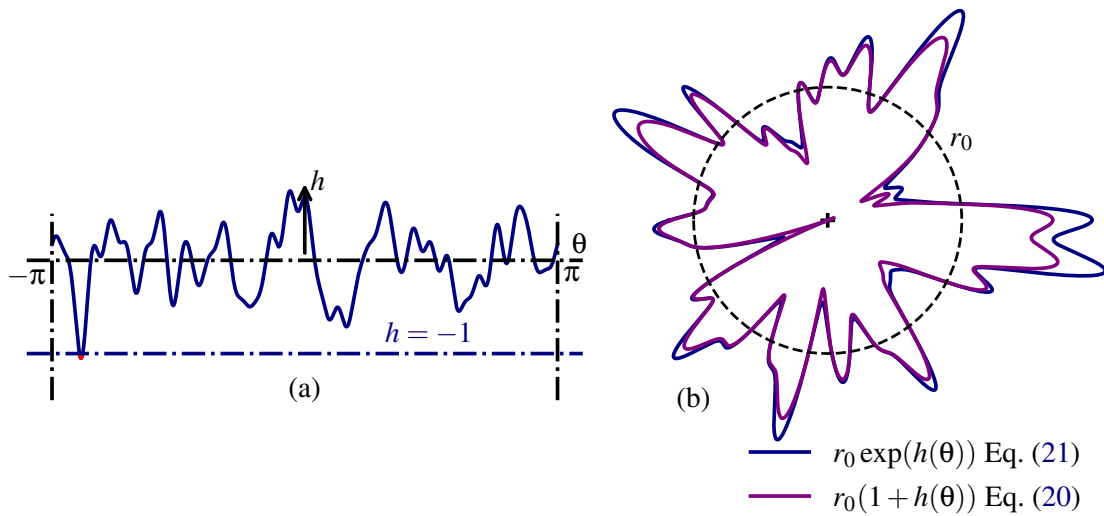 h
θ
−π
π
h = −1
(a)
r₀
(b)
r₀ exp(h(θ)) Eq. (21)
r₀(1 + h(θ)) Eq. (20)